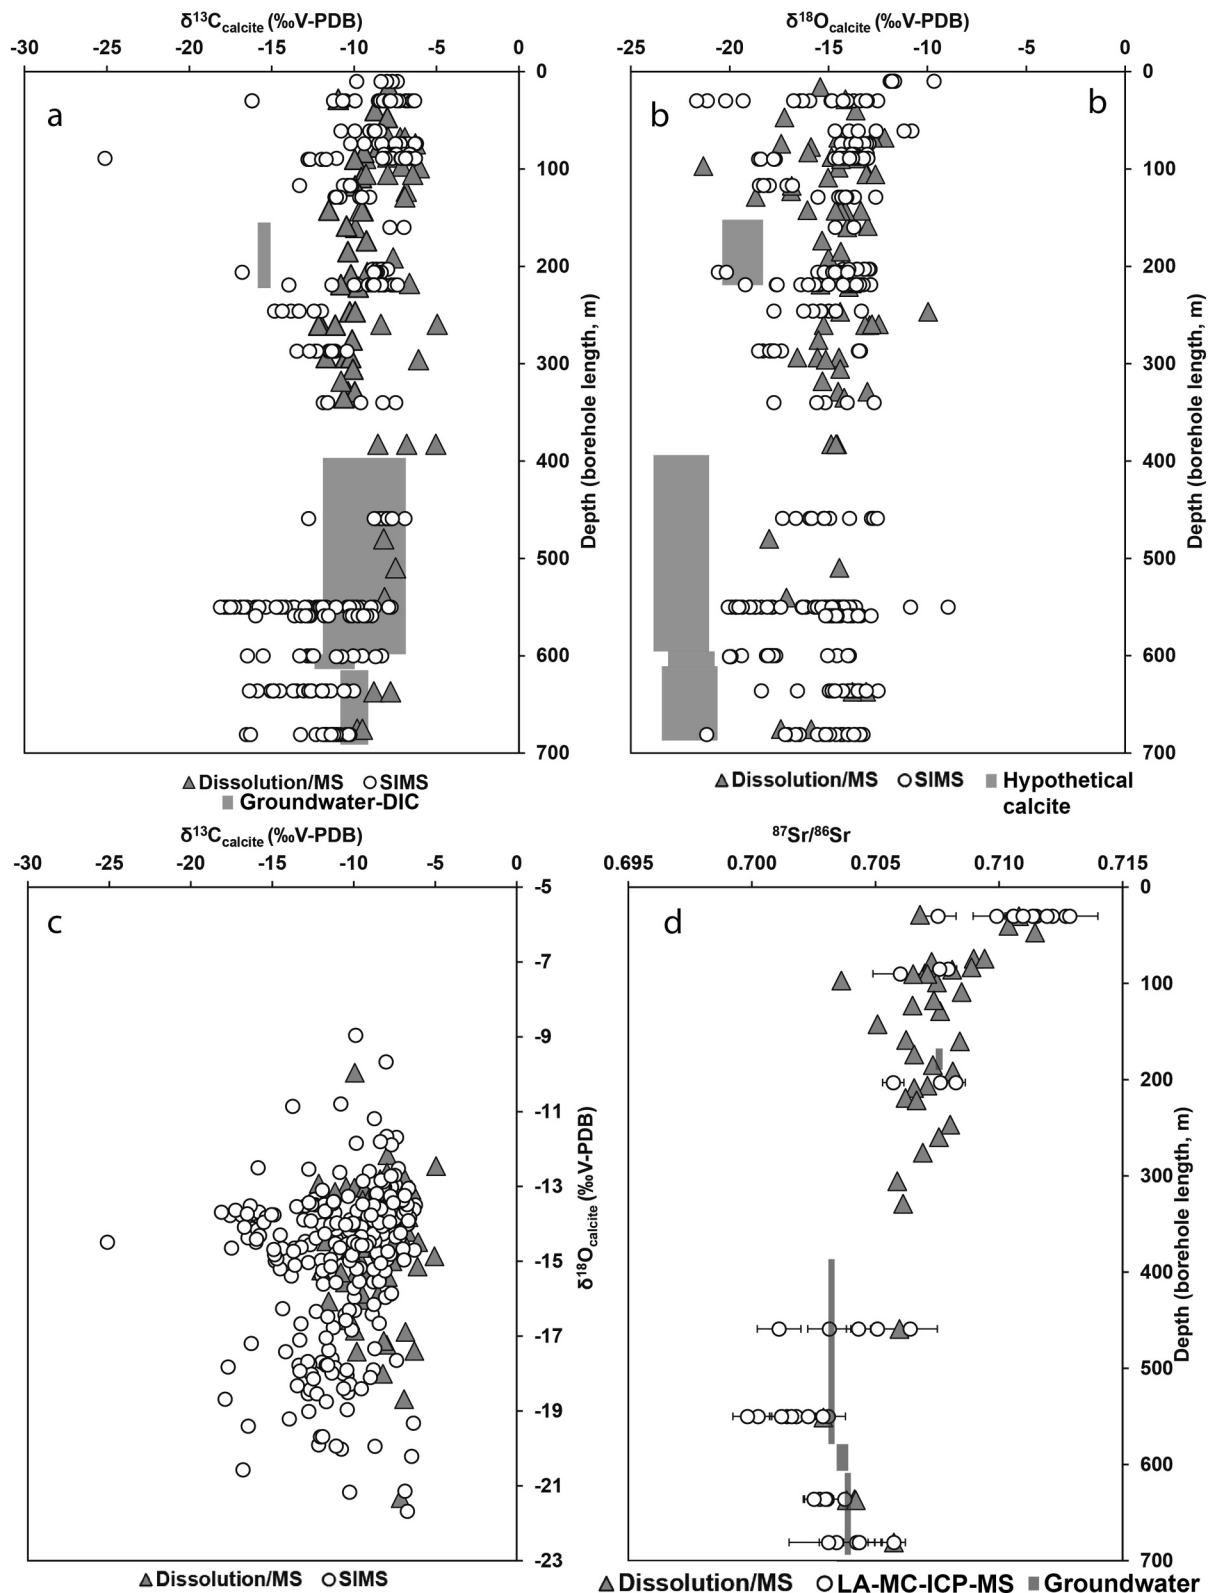 δ13Ccalcite (‰V-PDB)
-30 -25 -20 -15 -10 -5 0
a
0
100
200
300
400
500
600
700
Depth (borehole length, m)
Dissolution/MS SIMS
Groundwater-DIC
δ18Ocalcite (‰V-PDB)
-25 -20 -15 -10 -5 0
b
b
0
100
200
300
400
500
600
700
Depth (borehole length, m)
Dissolution/MS SIMS Hypothetical
calcite
δ13Ccalcite (‰V-PDB)
-30 -25 -20 -15 -10 -5 0
c
-5
-7
-9
-11
-13
-15
-17
-19
-21
-23
δ18Ocalcite (‰V-PDB)
Dissolution/MS SIMS
87Sr/86Sr
0.695 0.700 0.705 0.710 0.715
d
0
100
200
300
400
500
600
700
Depth (borehole length, m)
Dissolution/MS LA-MC-ICP-MS Groundwater